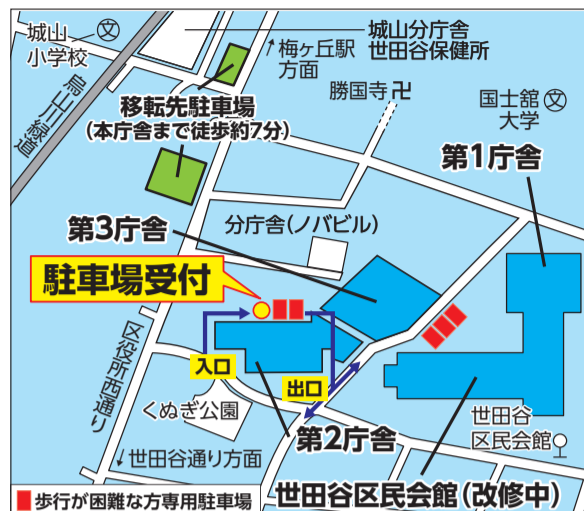 城山
小学校
文
城山分庁舎
世田谷保健所
↑梅ヶ丘駅
方面
烏山川緑道
移転先駐車場
(本庁舎まで徒歩約7分)
勝国寺卍
国士舘
大学
文
第1庁舎
分庁舎(ノバビル)
第3庁舎
駐車場受付
入口
出口
区役所西通り
くぬぎ公園
第2庁舎
世田谷
区民会館
↓世田谷通り方面
世田谷区民会館(改修中)
歩行が困難な方専用駐車場